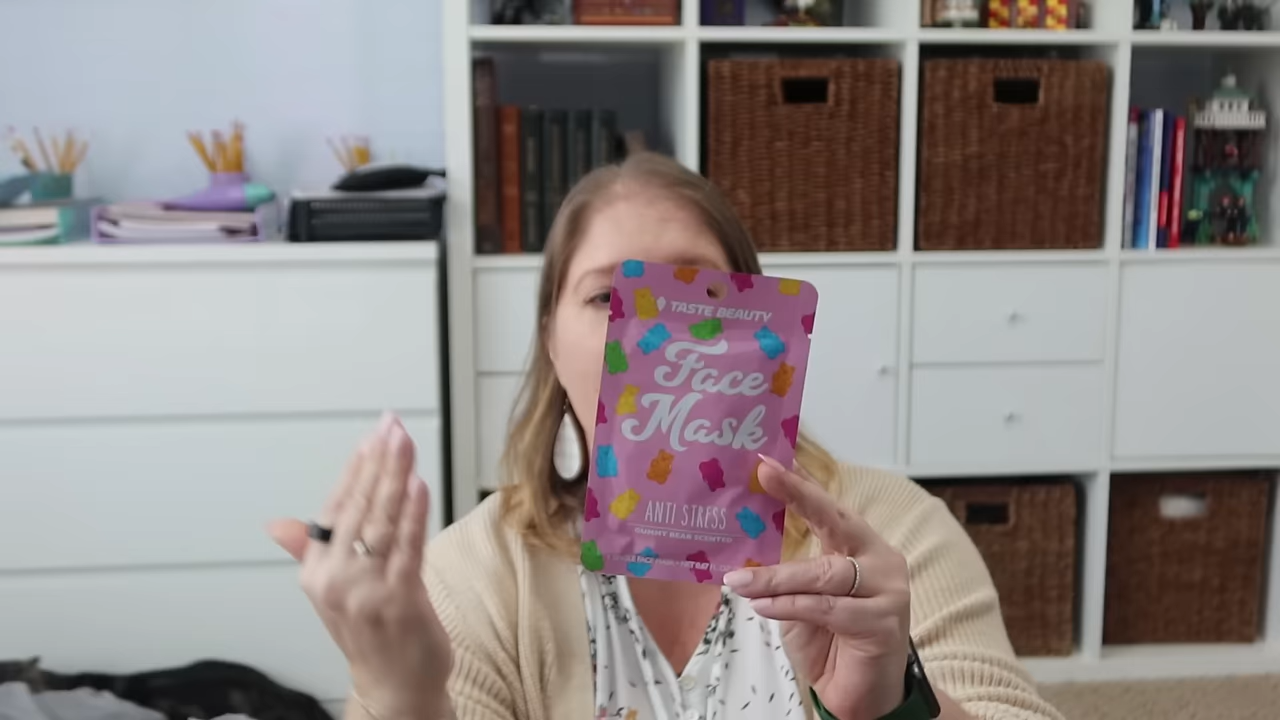 TASTE BEAUTY
Face
Mask
ANTI STRESS
GUMMY BEAR SCENTED